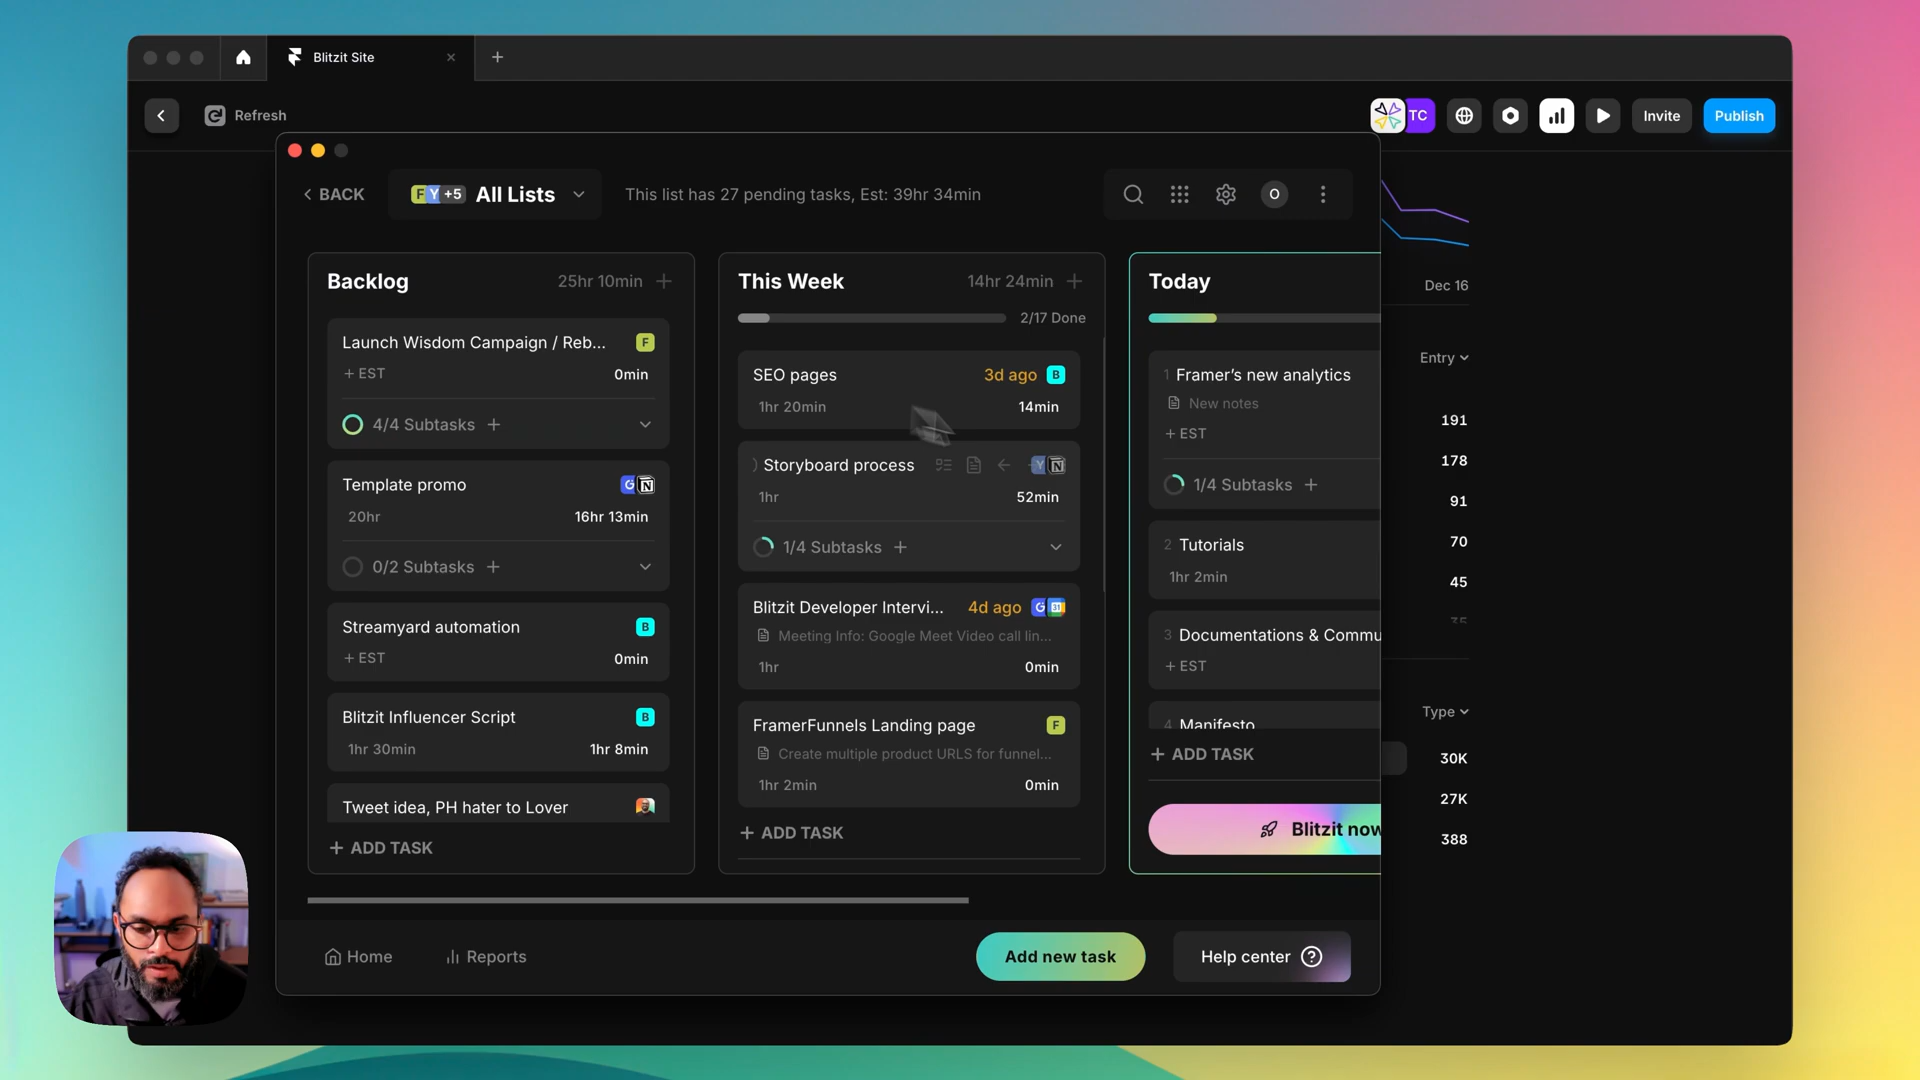 Blitzit Site
Refresh
TC
Invite
Publish
BACK
F Y +5 All Lists
This list has 27 pending tasks, Est: 39hr 34min
O
Backlog
25hr 10min
Launch Wisdom Campaign / Reb...
F
+ EST
0min
4/4 Subtasks +
Template promo
G N
20hr
16hr 13min
0/2 Subtasks +
Streamyard automation
B
+ EST
0min
Blitzit Influencer Script
B
1hr 30min
1hr 8min
Tweet idea, PH hater to Lover
+ ADD TASK
This Week
14hr 24min
2/17 Done
SEO pages
3d ago B
1hr 20min
14min
Storyboard process
Y N
1hr
52min
1/4 Subtasks +
Blitzit Developer Intervi...
4d ago G 31
Meeting Info: Google Meet Video call lin...
1hr
0min
FramerFunnels Landing page
F
Create multiple product URLS for funnel...
1hr 2min
0min
+ ADD TASK
Today
1 Framer's new analytics
New notes
+ EST
1/4 Subtasks +
2 Tutorials
1hr 2min
3 Documentations & Commu
+ EST
4 Manifesto
+ ADD TASK
Blitzit now
Dec 16
Entry
191
178
91
70
45
35
Type
30K
27K
388
Home
Reports
Add new task
Help center ?